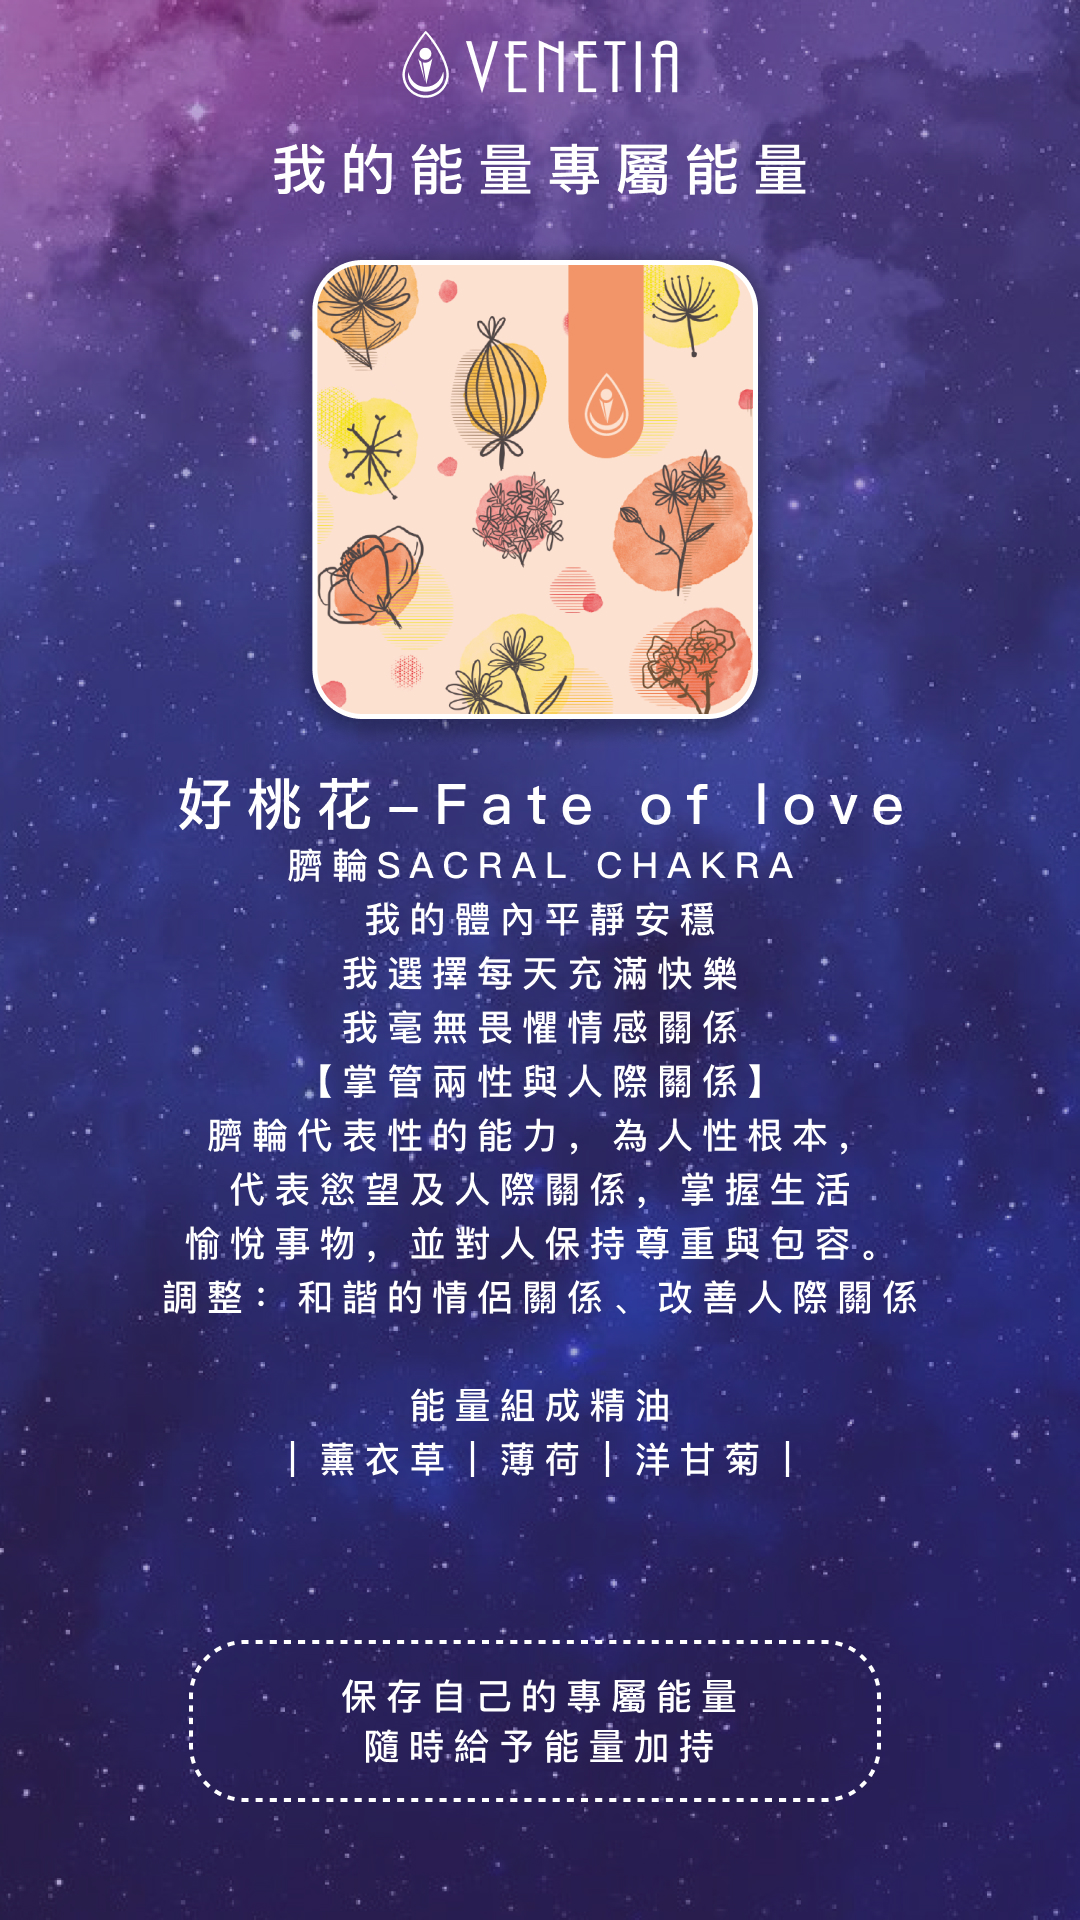 VENETIA
我的能量專屬能量
好桃花–Fate of love
臍輪SACRAL CHAKRA
我的體內平靜安穩
我選擇每天充滿快樂
我毫無畏懼情感關係
【掌管兩性與人際關係】
臍輪代表性的能力，為人性根本，
代表慾望及人際關係，掌握生活
愉悅事物，並對人保持尊重與包容。
調整：和諧的情侶關係、改善人際關係
能量組成精油
｜薰衣草｜薄荷｜洋甘菊｜
保存自己的專屬能量
隨時給予能量加持